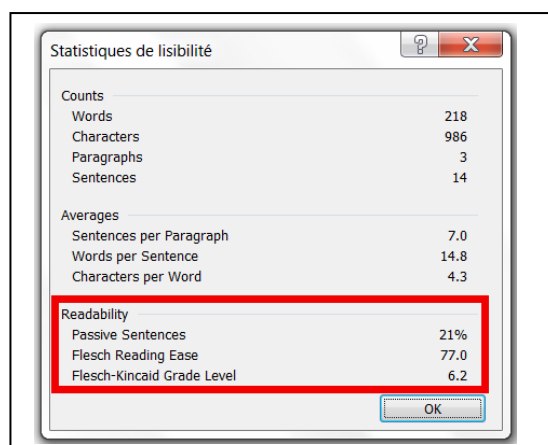 Statistiques de lisibilité
Counts
Words 218
Characters 986
Paragraphs 3
Sentences 14
Averages
Sentences per Paragraph 7.0
Words per Sentence 14.8
Characters per Word 4.3
Readability
Passive Sentences 21%
Flesch Reading Ease 77.0
Flesch-Kincaid Grade Level 6.2
OK